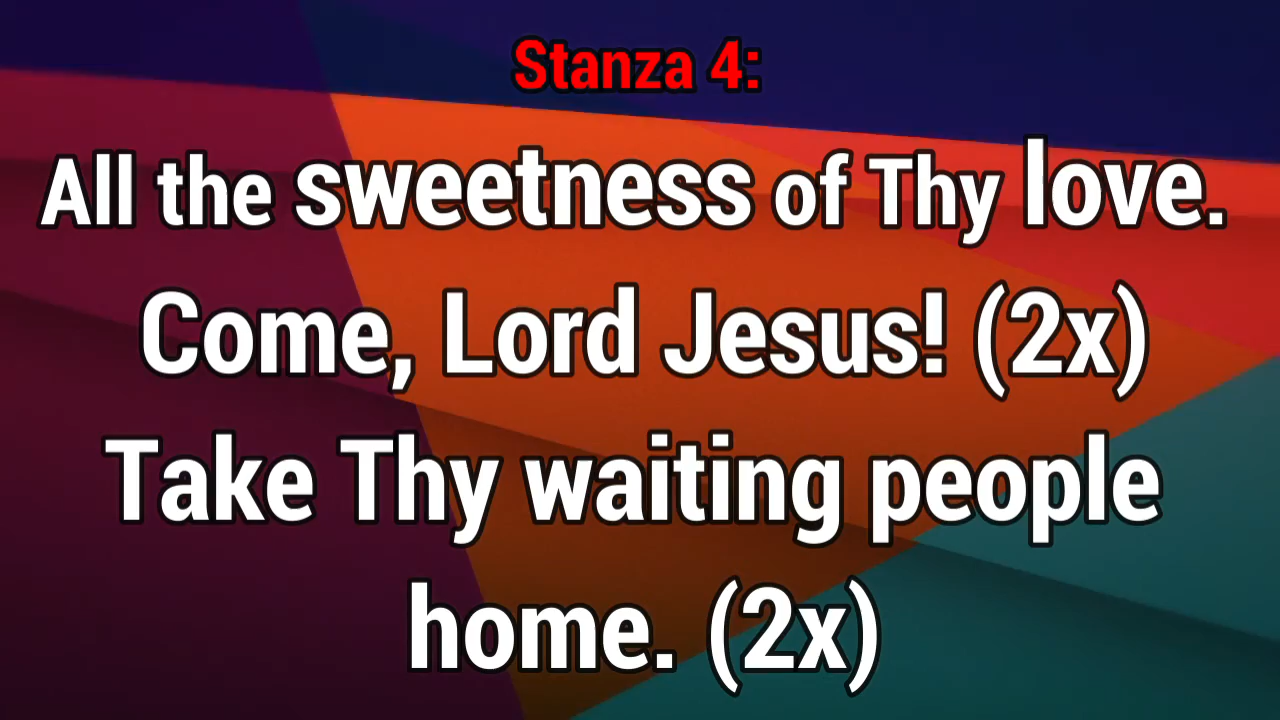 Stanza 4:
All the sweetness of Thy love.
Come, Lord Jesus! (2x)
Take Thy waiting people
home. (2x)